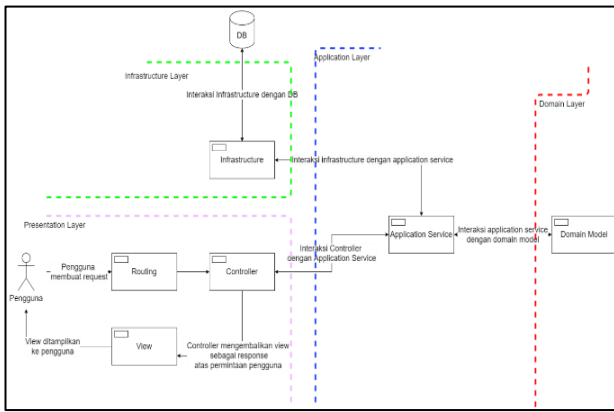 DB
Infrastructure Layer
Application Layer
Interaksi Infrastructure dengan DB
Domain Layer
Infrastructure
Interaksi Infrastructure dengan application service
Presentation Layer
Application Service
Interaksi application service
dengan domain model
Domain Model
Interaksi Controller
dengan Application Service
Pengguna
Pengguna
membuat request
Routing
Controller
View ditampilkan
ke pengguna
View
Controller mengembalikan view
sebagai response
atas permintaan pengguna